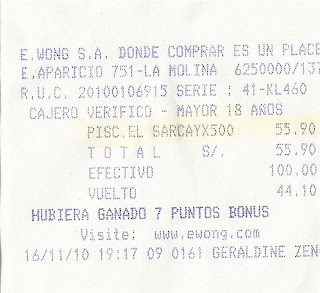 E.WONG S.A. DONDE COMPRAR ES UN PLACE
E.APARICIO 751-LA MOLINA 6250000/137
R.U.C. 20100106915 SERIE : 41-KL460
CAJERO VERIFICO - MAYOR 18 AÑOS
PISC.EL SARCAYX500 55.90
T O T A L S/. 55.90
EFECTIVO 100.00
VUELTO 44.10
HUBIERA GANADO 7 PUNTOS BONUS
Visite: www.ewong.com
16/11/10 19:17 09 0161 GERALDINE ZEN